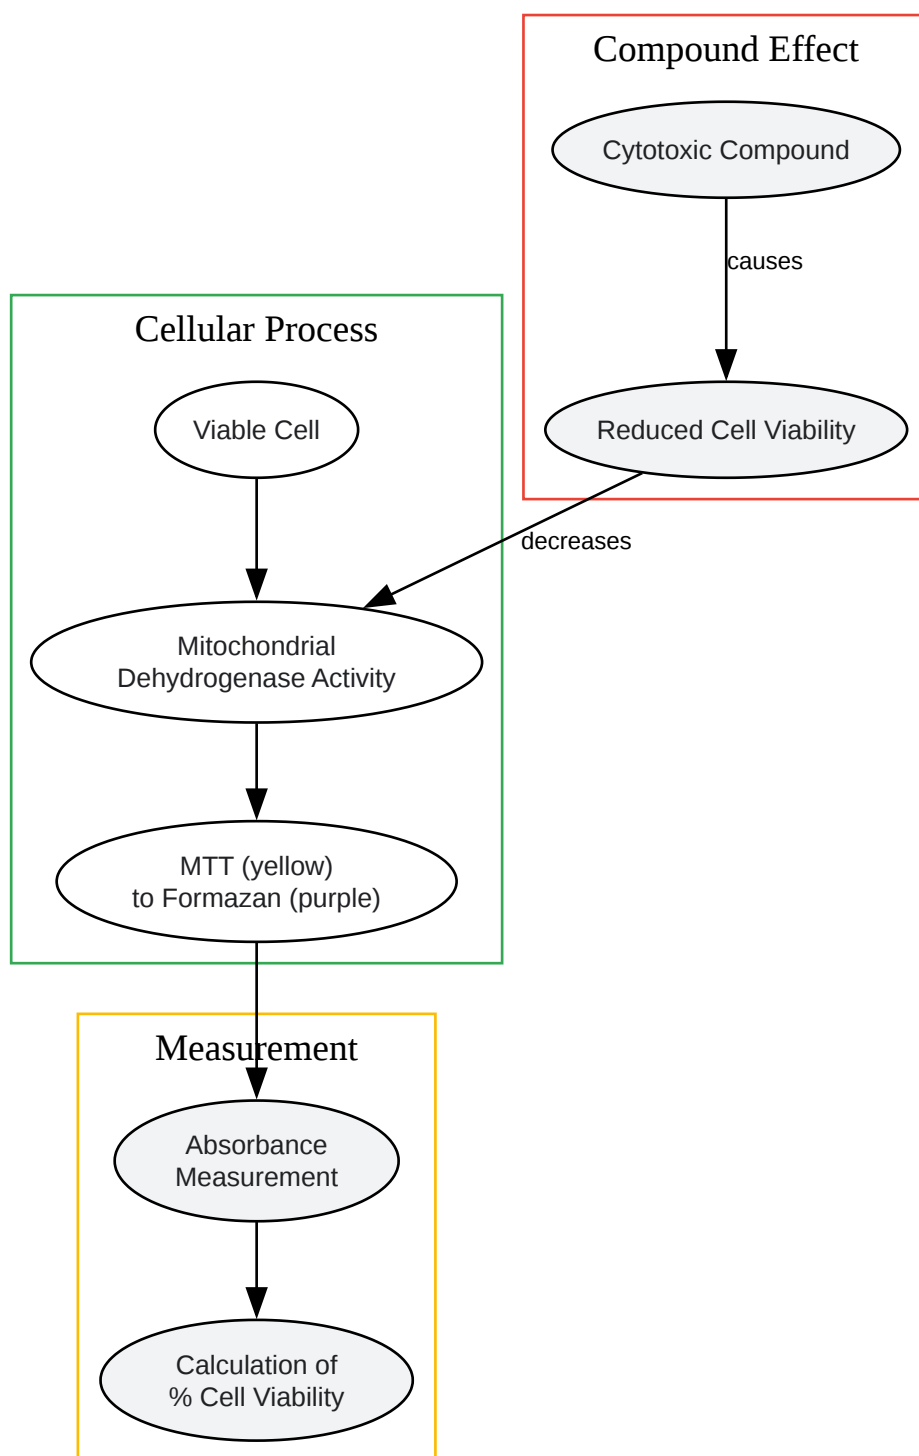 Compound Effect
Cytotoxic Compound
causes
Cellular Process
Viable Cell
Reduced Cell Viability
decreases
Mitochondrial
Dehydrogenase Activity
MTT (yellow)
to Formazan (purple)
Measurement
Absorbance
Measurement
Calculation of
% Cell Viability